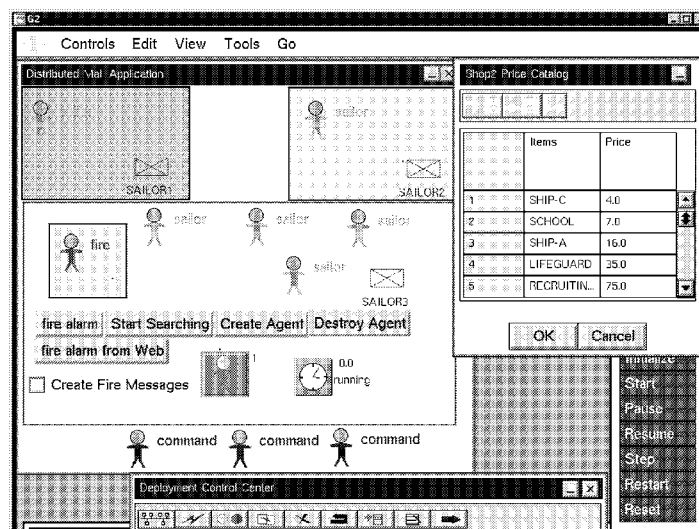 G2
Controls Edit View Tools Go
Distributed Mail Application
sailor
SAILOR1
SAILOR2
sailor sailor sailor
fire
sailor
SAILOR3
fire alarm Start Searching Create Agent Destroy Agent
fire alarm from Web
1
0.0
running
Create Fire Messages
command command command
Shop2 Price Catalog
Items Price
1 SHIP-C 4.0
2 SCHOOL 7.0
3 SHIP-A 16.0
4 LIFEGUARD 35.0
5 RECRUITIN... 75.0
OK Cancel
Initialize
Start
Pause
Resume
Step
Restart
Reset
Deployment Control Center